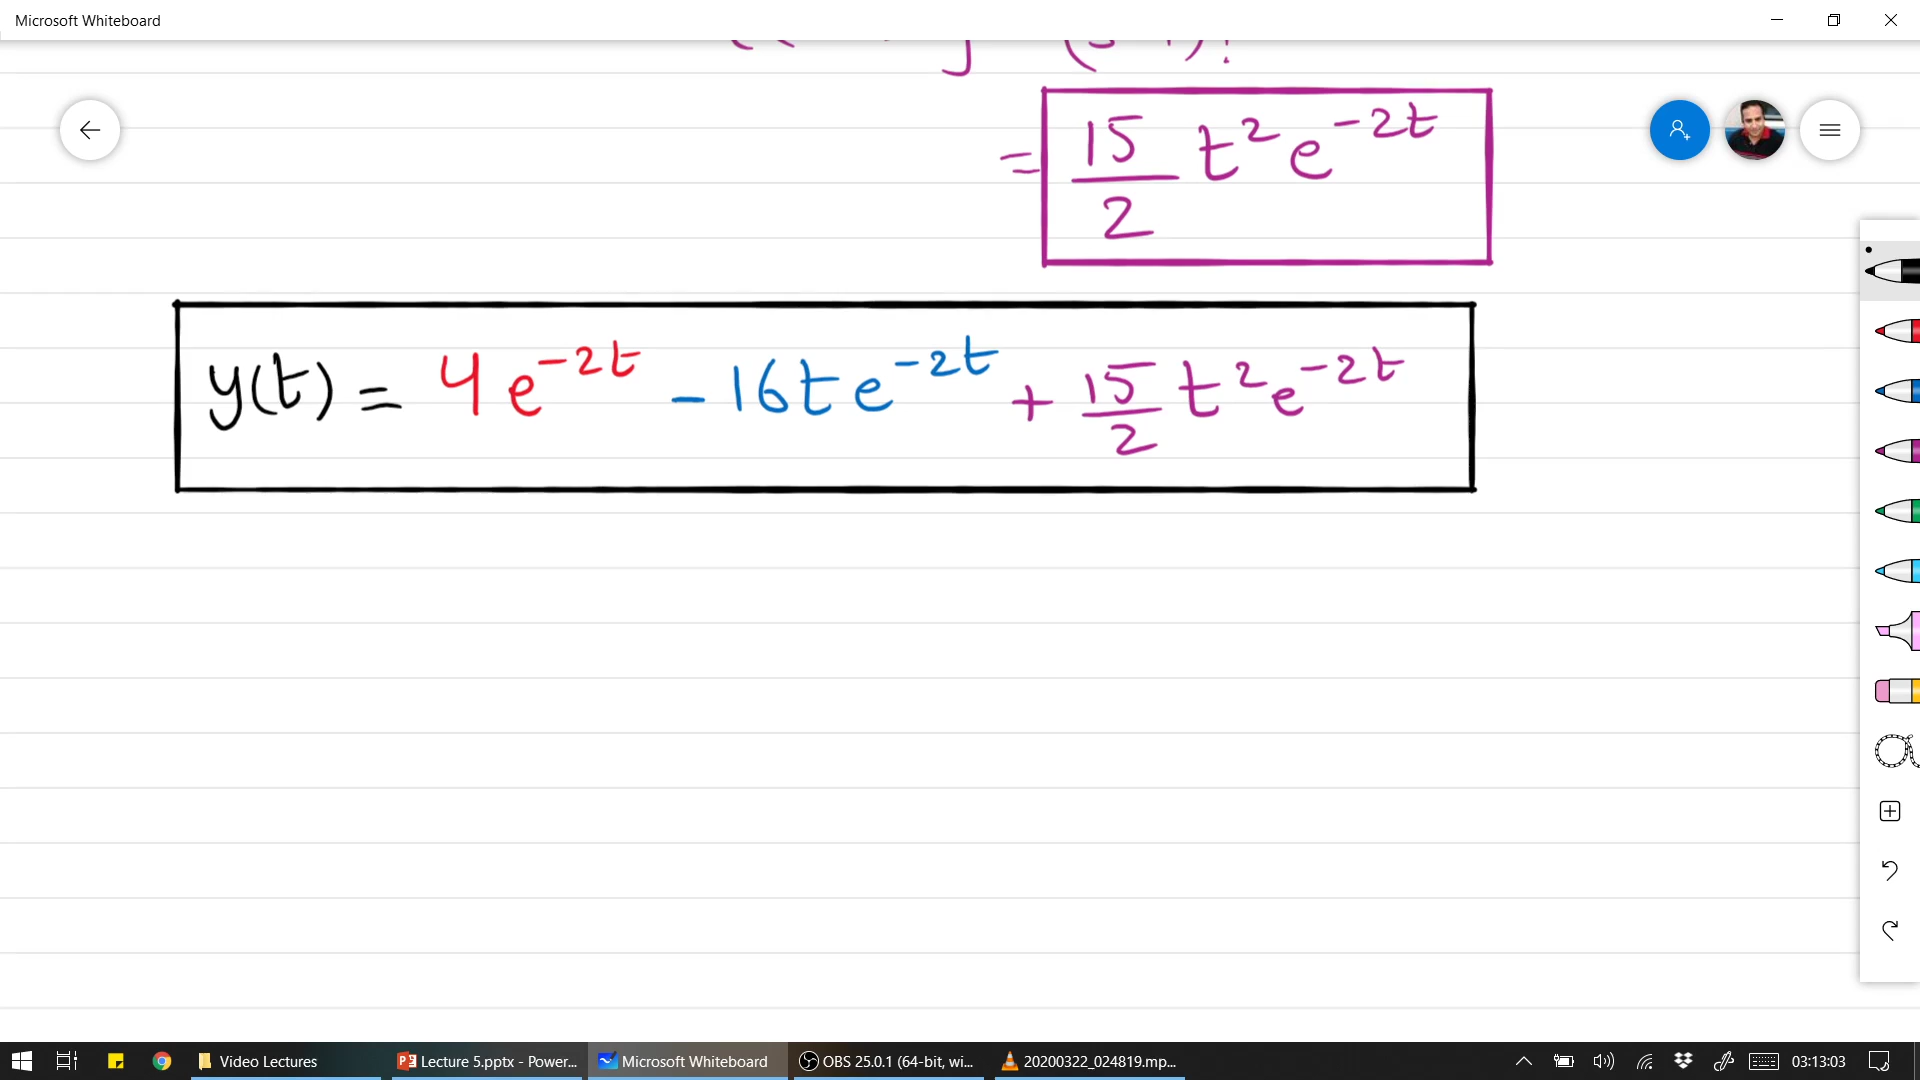 Microsoft Whiteboard
= 15/2 t²e^-2t
y(t) = 4e^-2t - 16te^-2t + 15/2 t²e^-2t
Video Lectures
Lecture 5.pptx - Power...
Microsoft Whiteboard
OBS 25.0.1 (64-bit, wi...
20200322_024819.mp...
03:13:03